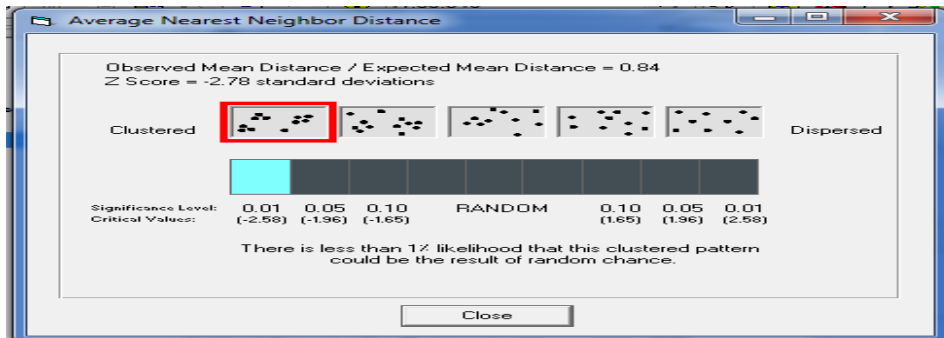 Average Nearest Neighbor Distance
Observed Mean Distance / Expected Mean Distance = 0.84
Z Score = -2.78 standard deviations
Clustered
Dispersed
Significance Level: 0.01 0.05 0.10 RANDOM 0.10 0.05 0.01
Critical Values: (-2.58) (-1.96) (-1.65) (1.65) (1.96) (2.58)
There is less than 1% likelihood that this clustered pattern
could be the result of random chance.
Close